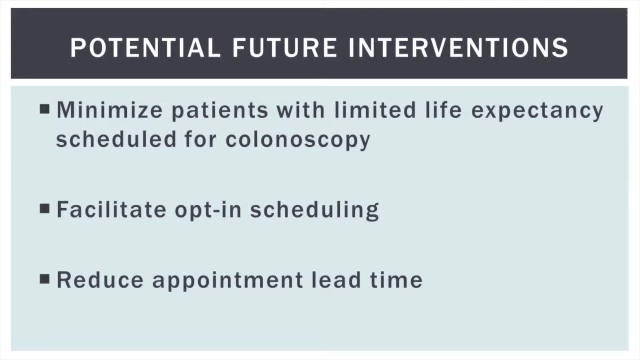 POTENTIAL FUTURE INTERVENTIONS
Minimize patients with limited life expectancy
scheduled for colonoscopy
Facilitate opt-in scheduling
Reduce appointment lead time